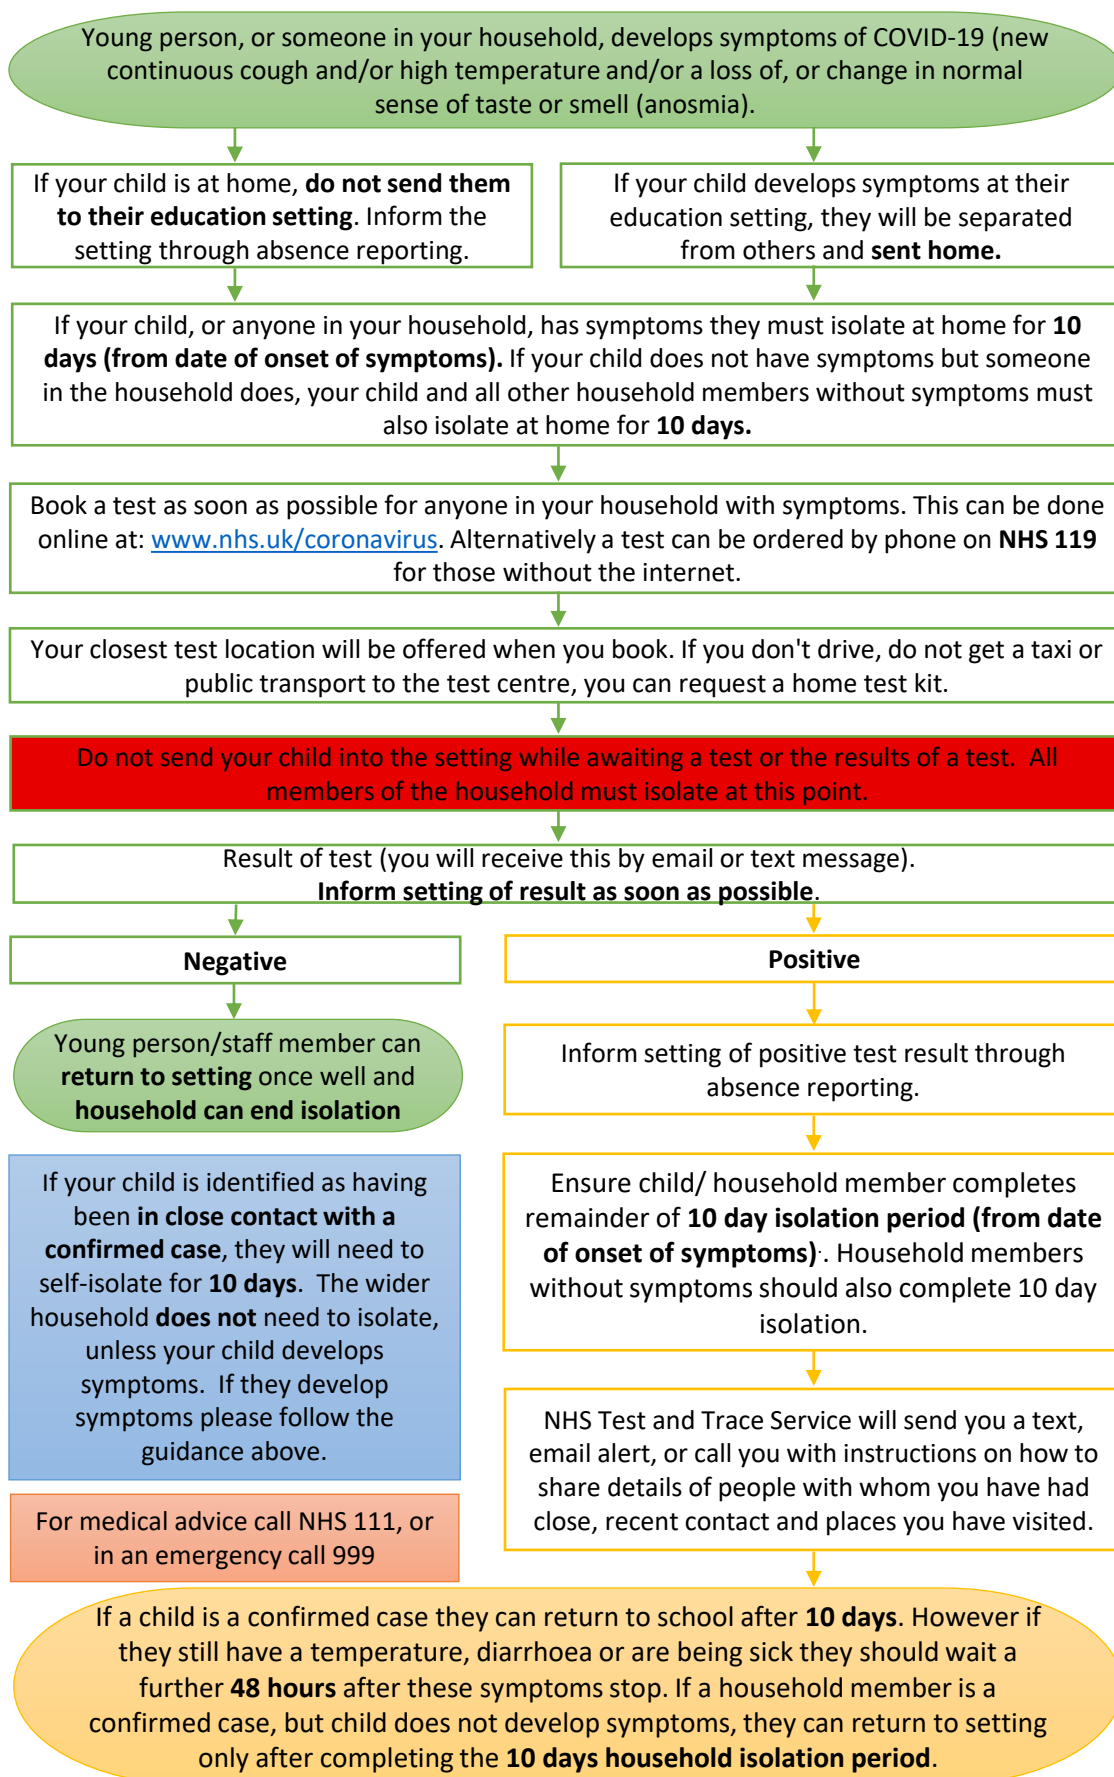 Young person, or someone in your household, develops symptoms of COVID-19 (new
continuous cough and/or high temperature and/or a loss of, or change in normal
sense of taste or smell (anosmia).
If your child is at home, do not send them
to their education setting. Inform the
setting through absence reporting.
If your child develops symptoms at their
education setting, they will be separated
from others and sent home.
If your child, or anyone in your household, has symptoms they must isolate at home for 10
days (from date of onset of symptoms). If your child does not have symptoms but someone
in the household does, your child and all other household members without symptoms must
also isolate at home for 10 days.
Book a test as soon as possible for anyone in your household with symptoms. This can be done
online at: www.nhs.uk/coronavirus. Alternatively a test can be ordered by phone on NHS 119
for those without the internet.
Your closest test location will be offered when you book. If you don't drive, do not get a taxi or
public transport to the test centre, you can request a home test kit.
Do not send your child into the setting while awaiting a test or the results of a test.  All
members of the household must isolate at this point.
Result of test (you will receive this by email or text message).
Inform setting of result as soon as possible.
Negative
Young person/staff member can
return to setting once well and
household can end isolation
If your child is identified as having
been in close contact with a
confirmed case, they will need to
self-isolate for 10 days.  The wider
household does not need to isolate,
unless your child develops
symptoms.  If they develop
symptoms please follow the
guidance above.
For medical advice call NHS 111, or
in an emergency call 999
Positive
Inform setting of positive test result through
absence reporting.
Ensure child/ household member completes
remainder of 10 day isolation period (from date
of onset of symptoms).. Household members
without symptoms should also complete 10 day
isolation.
NHS Test and Trace Service will send you a text,
email alert, or call you with instructions on how to
share details of people with whom you have had
close, recent contact and places you have visited.
If a child is a confirmed case they can return to school after 10 days. However if
they still have a temperature, diarrhoea or are being sick they should wait a
further 48 hours after these symptoms stop. If a household member is a
confirmed case, but child does not develop symptoms, they can return to setting
only after completing the 10 days household isolation period.